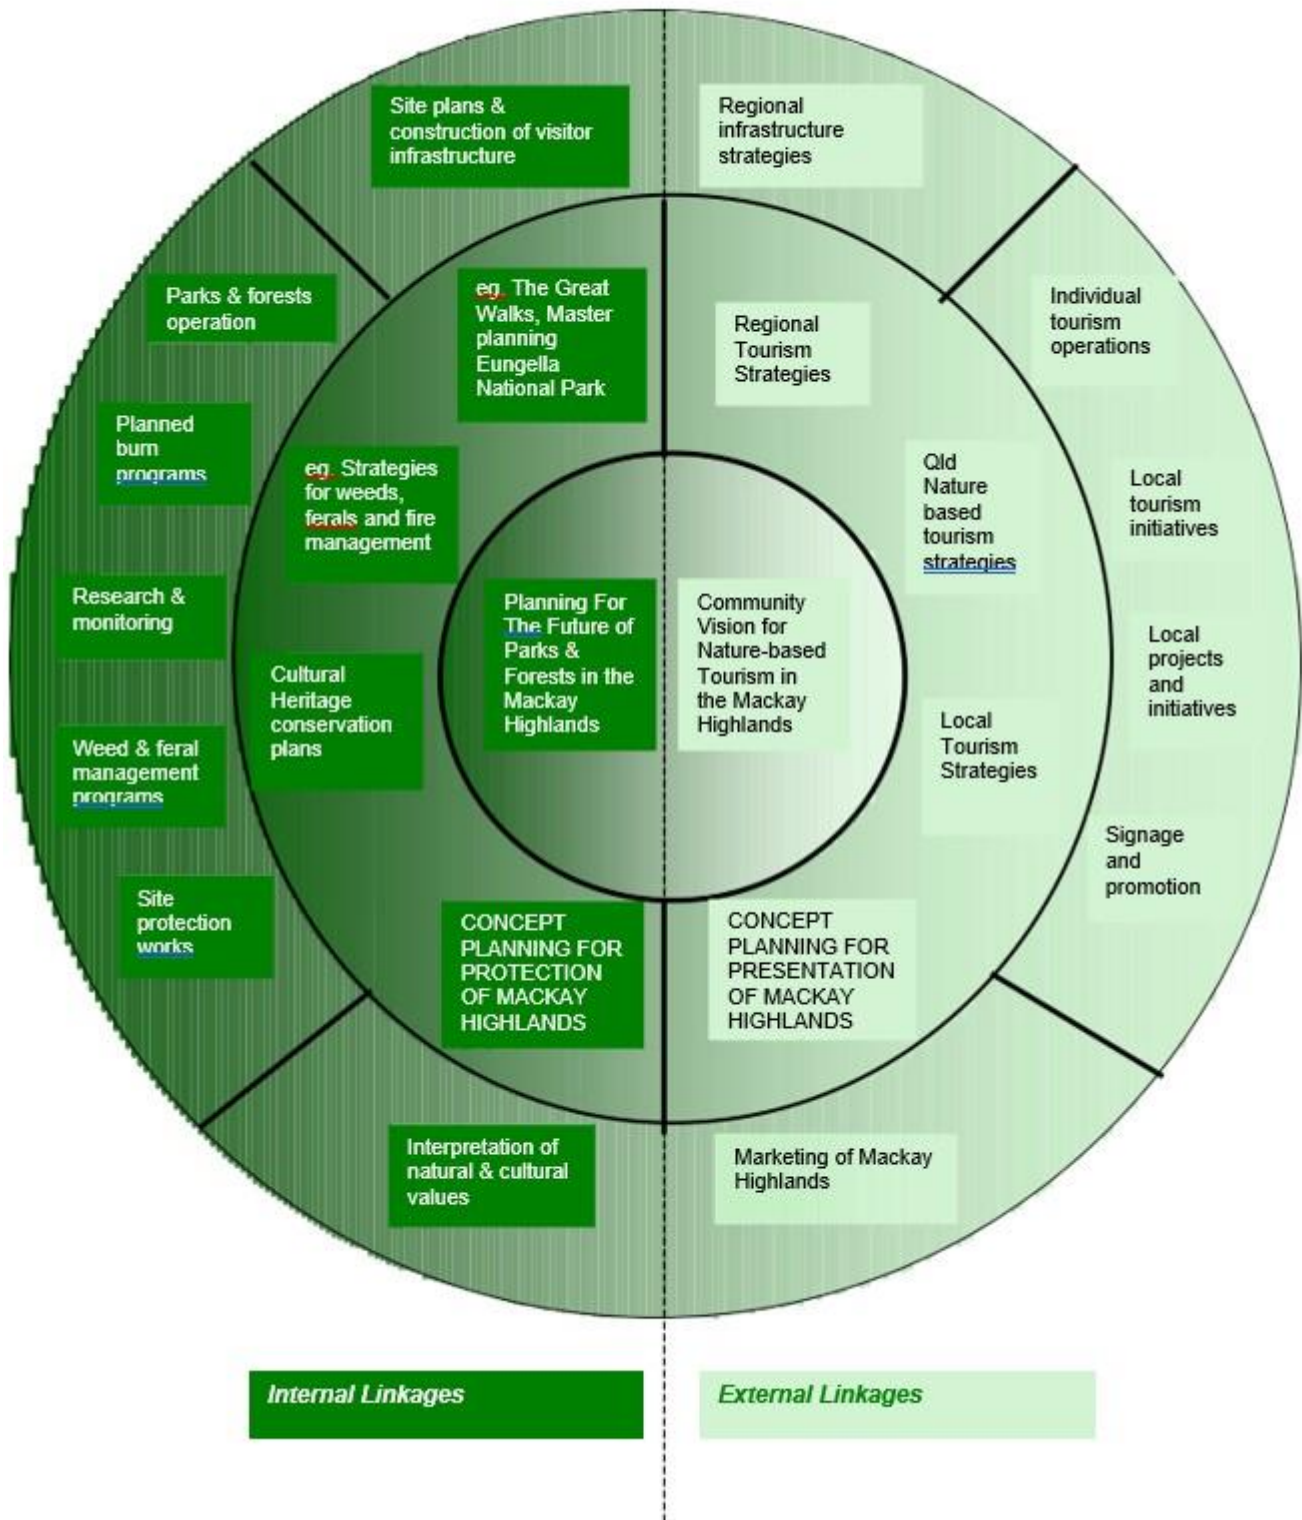 Site plans &
construction of visitor
infrastructure
Regional
infrastructure
strategies
Parks & forests
operation
eg. The Great
Walks, Master
planning
Eungella
National Park
Regional
Tourism
Strategies
Individual
tourism
operations
Planned
burn
programs
eg. Strategies
for weeds,
ferals and fire
management
Qld
Nature
based
tourism
strategies
Local
tourism
initiatives
Research &
monitoring
Planning For
The Future of
Parks &
Forests in the
Mackay
Highlands
Community
Vision for
Nature-based
Tourism in
the Mackay
Highlands
Local
projects
and
initiatives
Cultural
Heritage
conservation
plans
Local
Tourism
Strategies
Weed & feral
management
programs
Signage
and
promotion
Site
protection
works
CONCEPT
PLANNING FOR
PROTECTION
OF MACKAY
HIGHLANDS
CONCEPT
PLANNING FOR
PRESENTATION
OF MACKAY
HIGHLANDS
Interpretation of
natural & cultural
values
Marketing of Mackay
Highlands
Internal Linkages
External Linkages